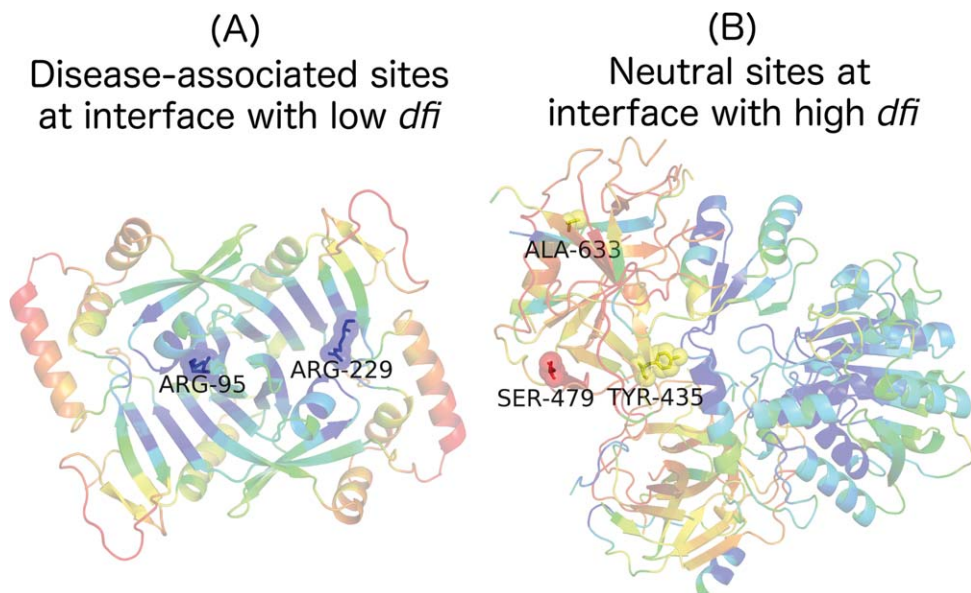 (A)
Disease-associated sites
at interface with low dfi
(B)
Neutral sites at
interface with high dfi
ARG-95
ARG-229
ALA-633
SER-479
TYR-435